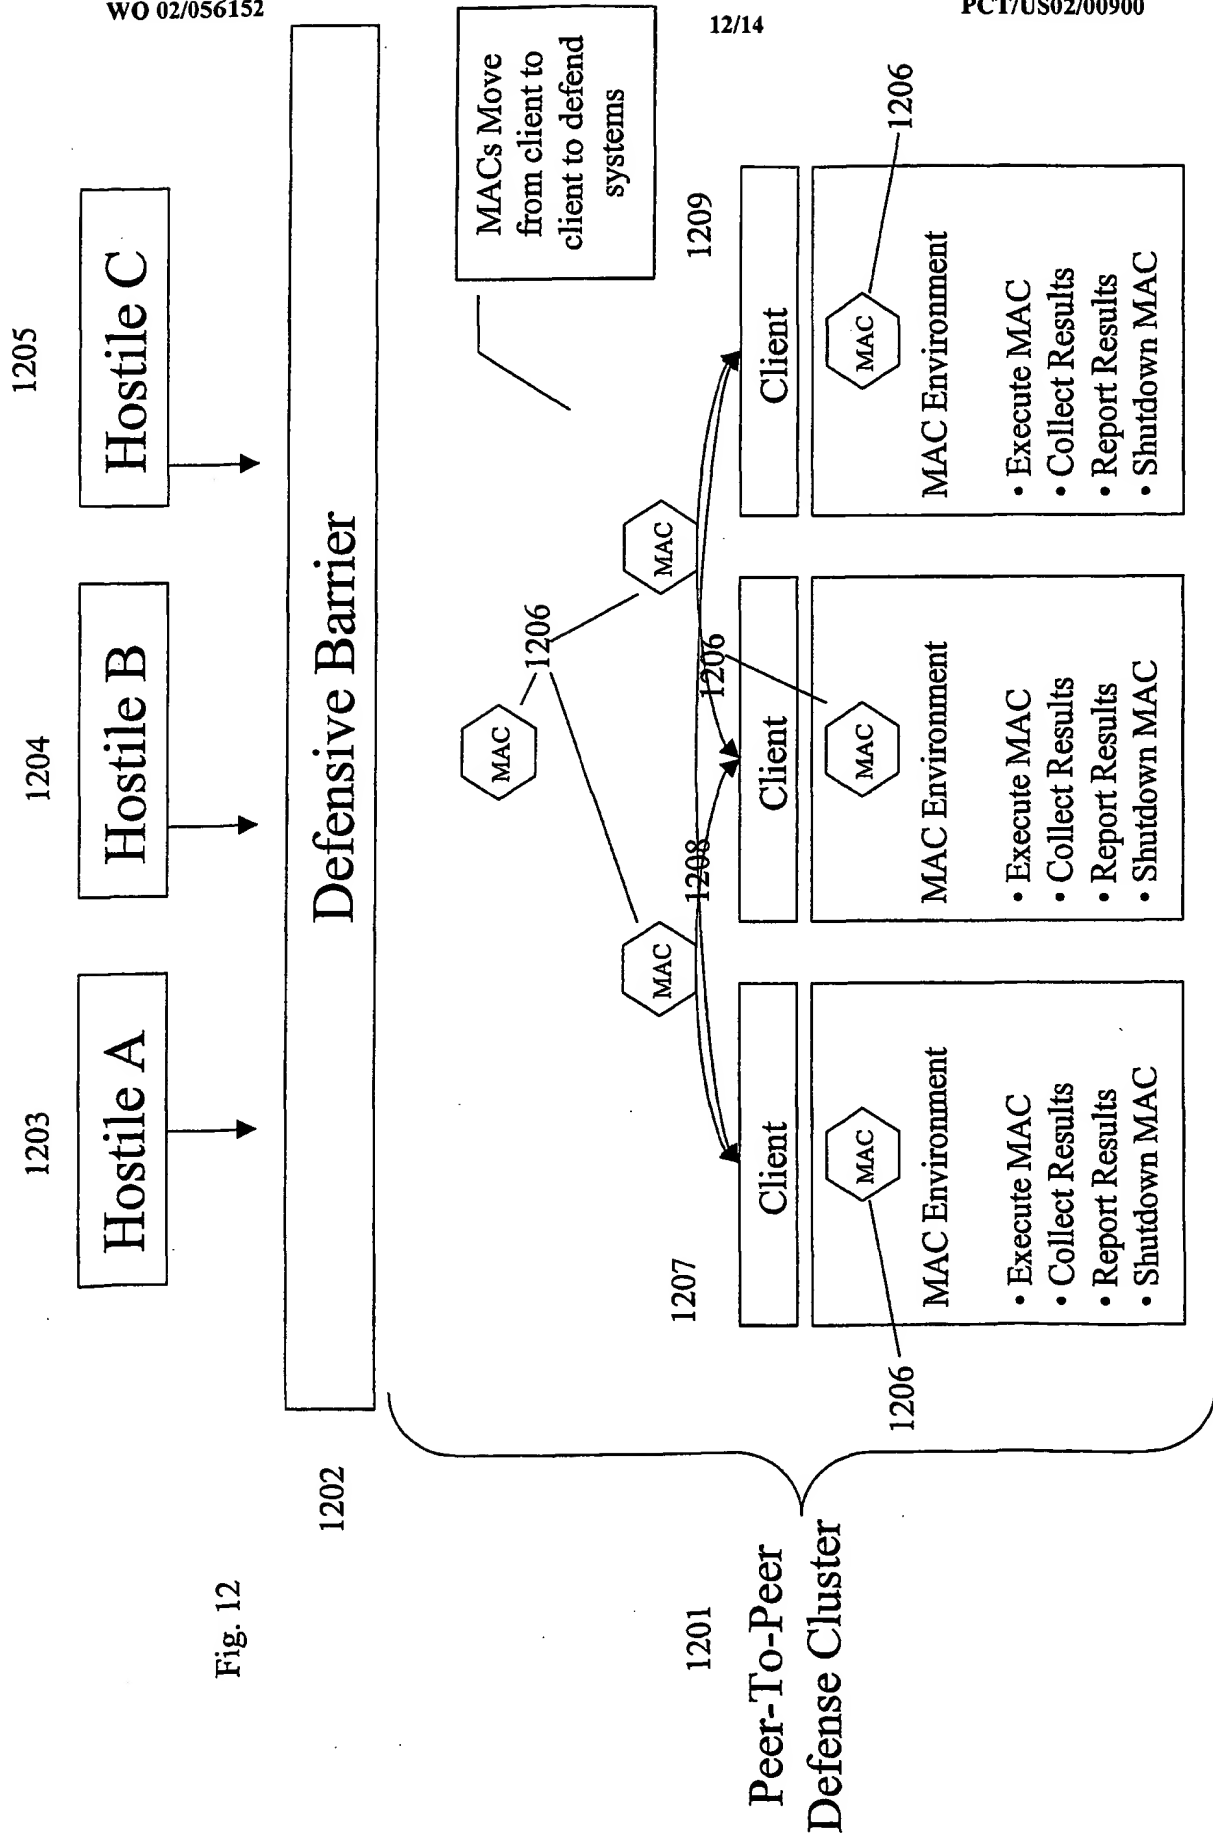 WO 02/056152
12/14
PCT/US02/00900
Fig. 12
1203
1204
1205
Hostile A
Hostile B
Hostile C
1202
Defensive Barrier
MACs Move
from client to
client to defend
systems
1206
MAC
MAC
MAC
1201
Peer-To-Peer
Defense Cluster
1207
1208
1206
1209
Client
Client
Client
1206
MAC
MAC
MAC
1206
MAC Environment
• Execute MAC
• Collect Results
• Report Results
• Shutdown MAC
MAC Environment
• Execute MAC
• Collect Results
• Report Results
• Shutdown MAC
MAC Environment
• Execute MAC
• Collect Results
• Report Results
• Shutdown MAC